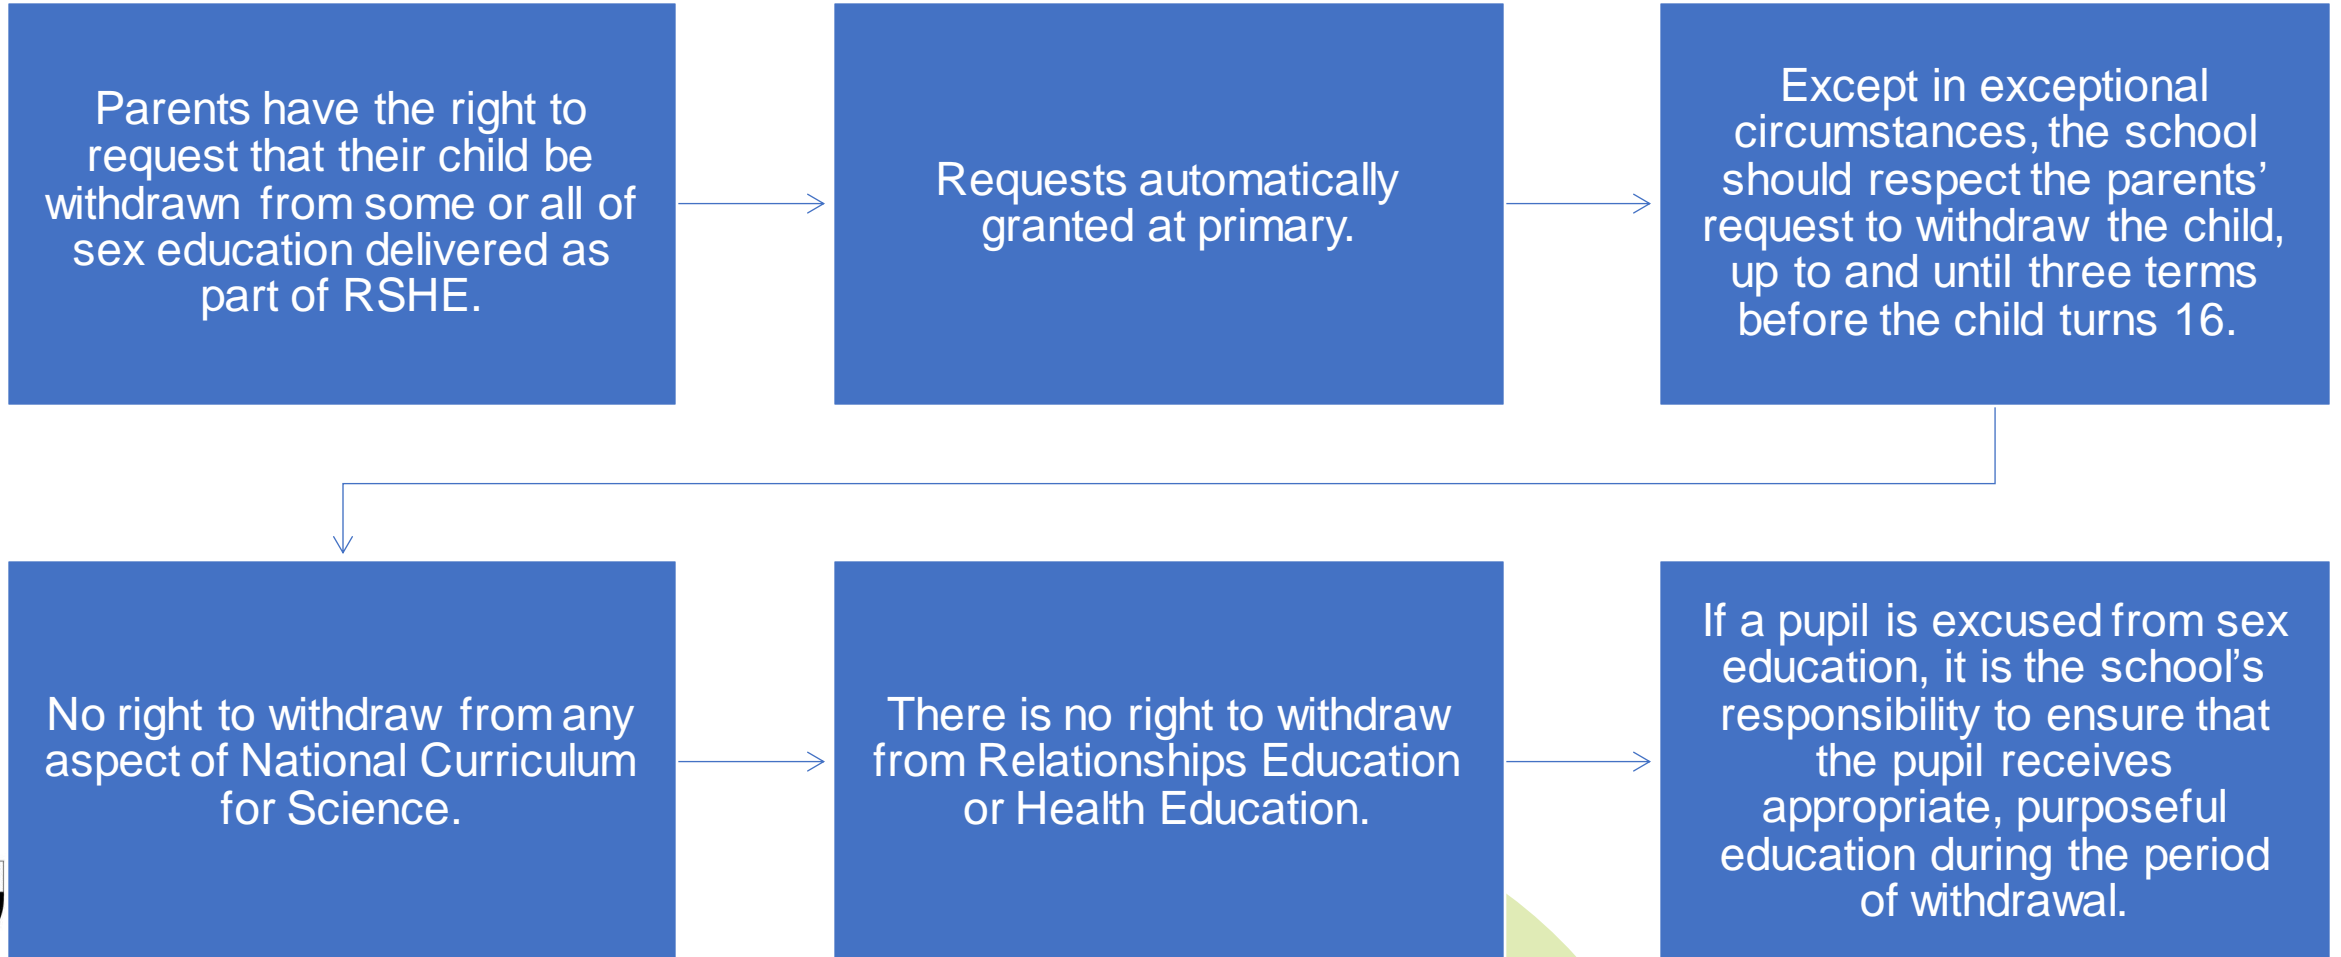 Parents have the right to
request that their child be
withdrawn from some or all of
sex education delivered as
part of RSHE.
Requests automatically
granted at primary.
Except in exceptional
circumstances, the school
should respect the parents’
request to withdraw the child,
up to and until three terms
before the child turns 16.
No right to withdraw from any
aspect of National Curriculum
for Science.
There is no right to withdraw
from Relationships Education
or Health Education.
If a pupil is excused from sex
education, it is the school’s
responsibility to ensure that
the pupil receives
appropriate, purposeful
education during the period
of withdrawal.